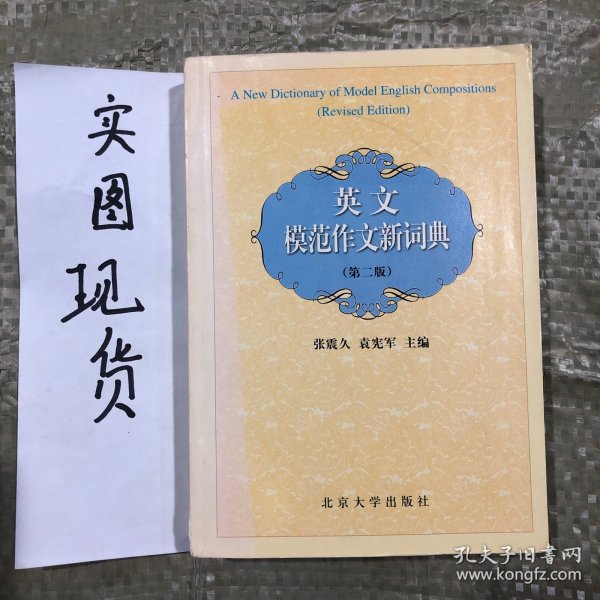 实图现货
A New Dictionary of Model English Compositions
(Revised Edition)
英文
模范作文新词典
(第二版)
张震久 袁宪军 主编
北京大学出版社
孔夫子旧书网
www.kongfz.com